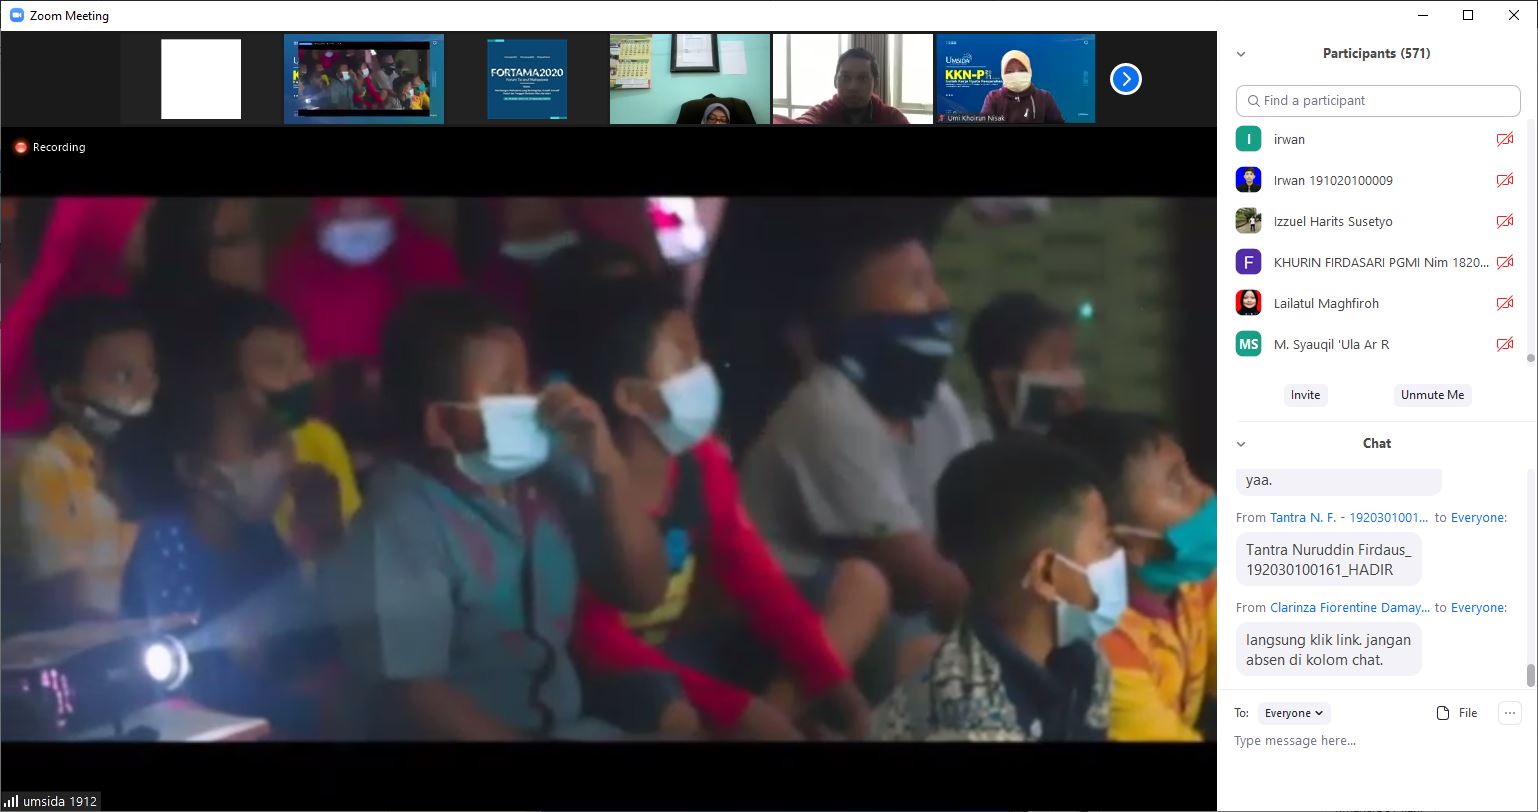 Zoom Meeting
FORTAMA2020
UMSIDA
KKN-P
Umi Khoirun Nisak
Recording
umsida 1912
Participants (571)
Find a participant
I
irwan
Irwan 191020100009
Izzuel Harits Susetyo
F
KHURIN FIRDASARI PGMI Nim 1820...
Lailatul Maghfiroh
MS
M. Syauqil 'Ula Ar R
Invite
Unmute Me
Chat
yaa.
From Tantra N. F. - 1920301001... to Everyone:
Tantra Nuruddin Firdaus_
192030100161_HADIR
From Clarinza Fiorentine Damay... to Everyone:
langsung klik link. jangan
absen di kolom chat.
To: Everyone
File
Type message here...